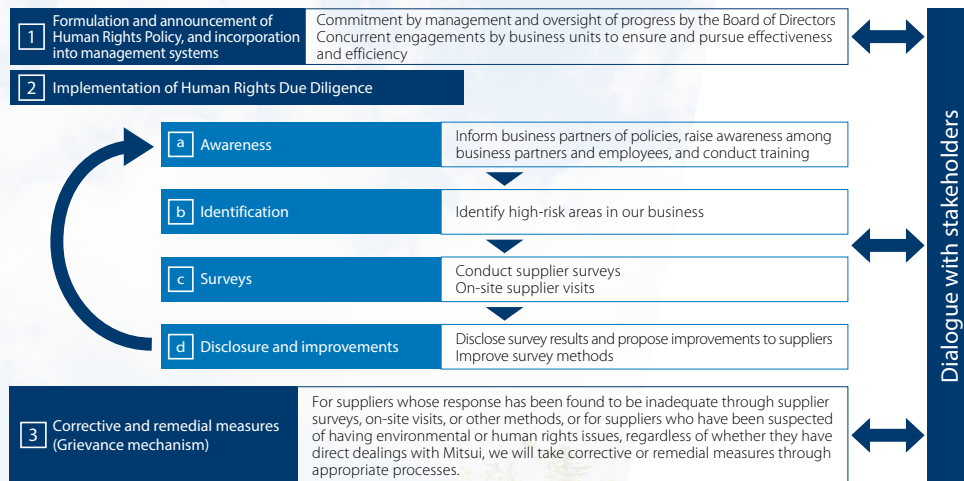 1
Formulation and announcement of
Human Rights Policy, and incorporation
into management systems
Commitment by management and oversight of progress by the Board of Directors
Concurrent engagements by business units to ensure and pursue effectiveness
and efficiency
2 Implementation of Human Rights Due Diligence
a Awareness
Inform business partners of policies, raise awareness among
business partners and employees, and conduct training
b Identification
Identify high-risk areas in our business
c Surveys
Conduct supplier surveys
On-site supplier visits
d Disclosure and improvements
Disclose survey results and propose improvements to suppliers
Improve survey methods
3
Corrective and remedial measures
(Grievance mechanism)
For suppliers whose response has been found to be inadequate through supplier
surveys, on-site visits, or other methods, or for suppliers who have been suspected
of having environmental or human rights issues, regardless of whether they have
direct dealings with Mitsui, we will take corrective or remedial measures through
appropriate processes.
Dialogue with stakeholders